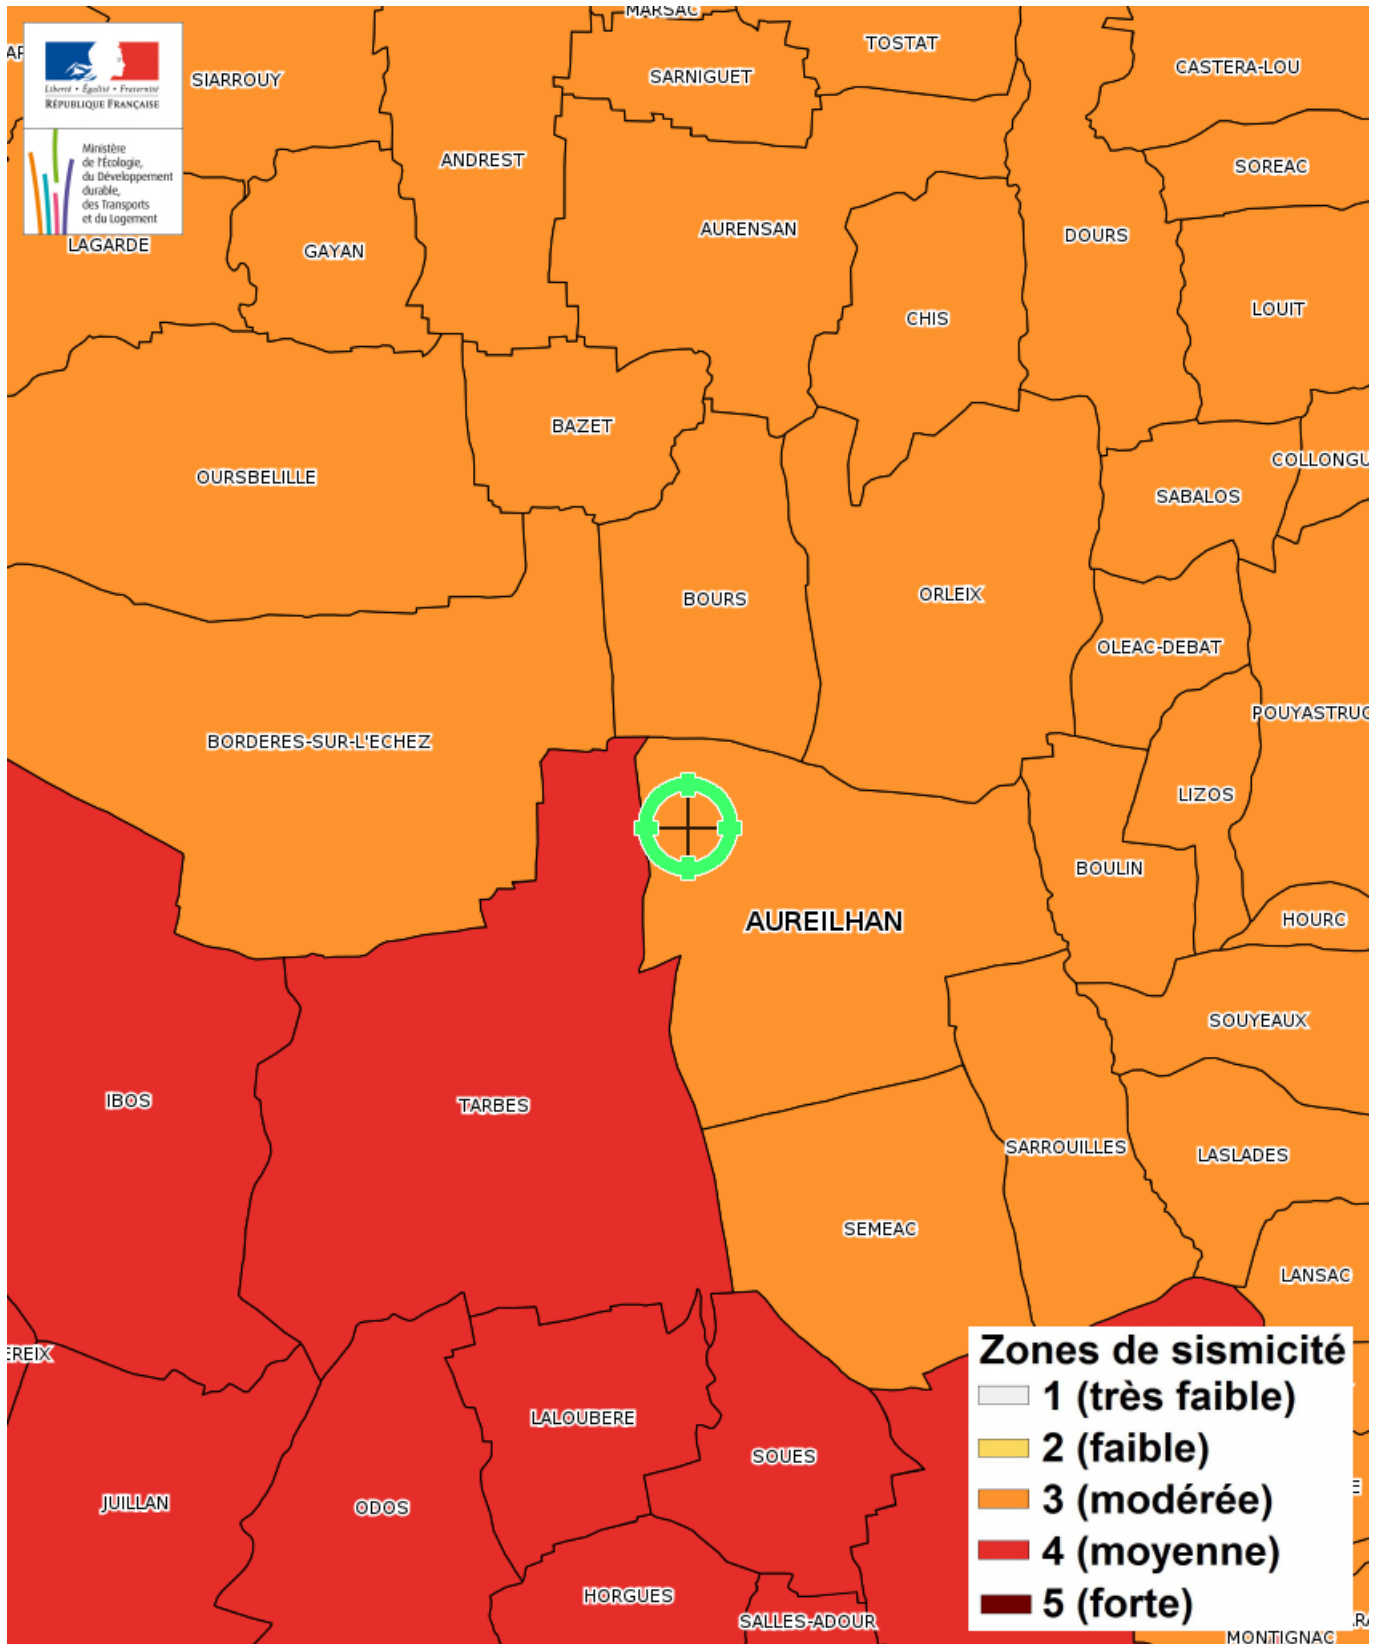 MARSAC
TOSTAT
SARNIGUET
CASTERA-LOU
SIARROUY
Liberté • Égalité • Fraternité
RÉPUBLIQUE FRANÇAISE
Ministère
de l'Écologie,
du Développement
durable,
des Transports
et du Logement
ANDREST
SOREAC
AURENSAN
DOURS
LAGARDE
GAYAN
LOUIT
CHIS
BAZET
COLLONGU
OURSBELILLE
SABALOS
ORLEIX
BOURS
OLEAC-DEBAT
POUYASTRUC
BORDERES-SUR-L'ECHEZ
LIZOS
BOULIN
AUREILHAN
HOURC
SOUYEAUX
IBOS
TARBES
SARROUILLES
LASLADES
SEMEAC
LANSAC
EREIX
Zones de sismicité
1 (très faible)
2 (faible)
3 (modérée)
4 (moyenne)
5 (forte)
LALOUBERE
SOUES
JUILLAN
ODOS
HORGUES
SALLES-ADOUR
MONTIGNAC